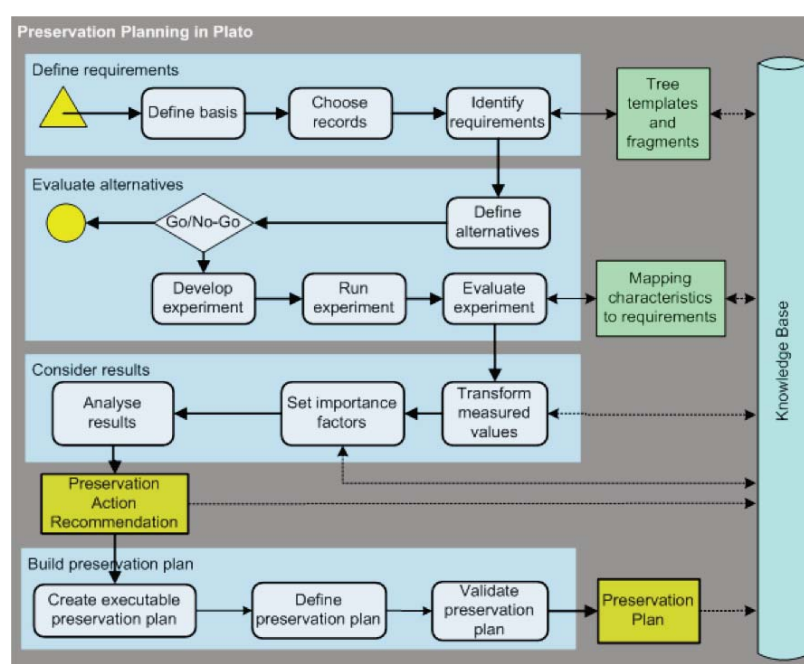 Preservation Planning in Plato
Define requirements
Define basis
Choose
records
Identify
requirements
Tree
templates
and
fragments
Evaluate alternatives
Go/No-Go
Define
alternatives
Develop
experiment
Run
experiment
Evaluate
experiment
Mapping
characteristics
to requirements
Knowledge Base
Consider results
Analyse
results
Set importance
factors
Transform
measured
values
Preservation
Action
Recommendation
Build preservation plan
Create executable
preservation plan
Define
preservation plan
Validate
preservation
plan
Preservation
Plan